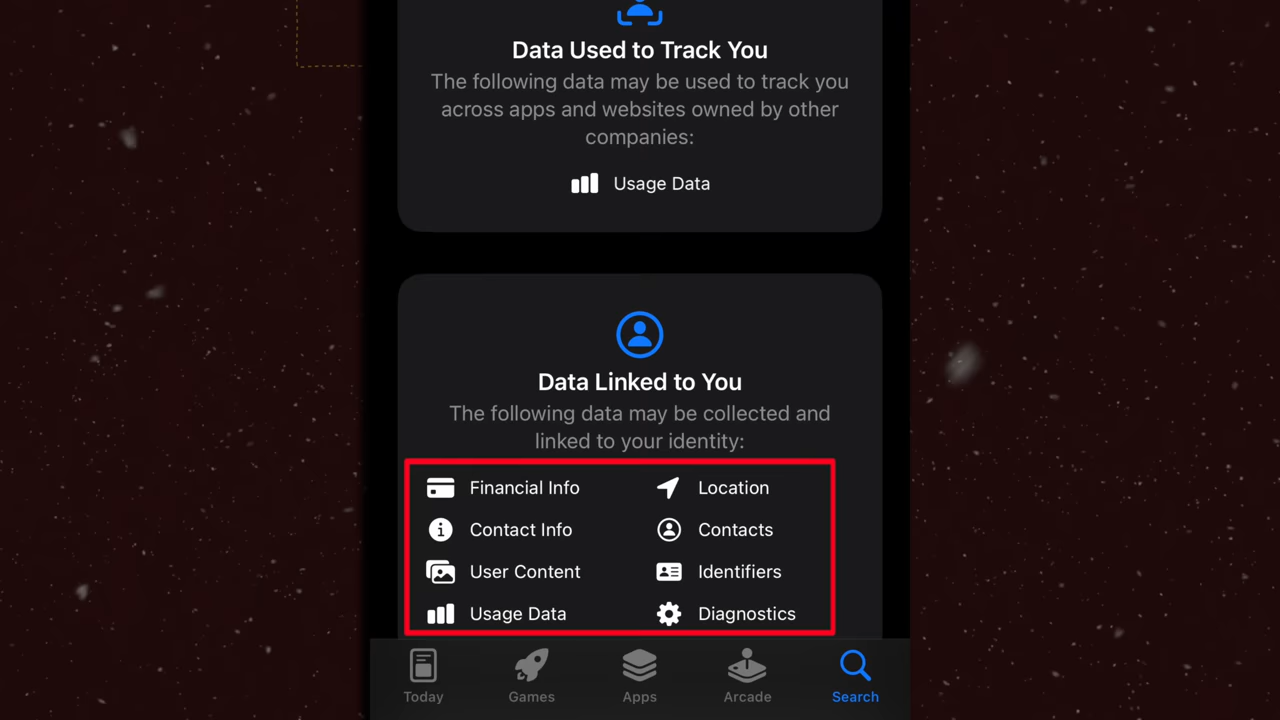 Data Used to Track You
The following data may be used to track you
across apps and websites owned by other
companies:
Usage Data
Data Linked to You
The following data may be collected and
linked to your identity:
Financial Info
Location
Contact Info
Contacts
User Content
Identifiers
Usage Data
Diagnostics
Today
Games
Apps
Arcade
Search